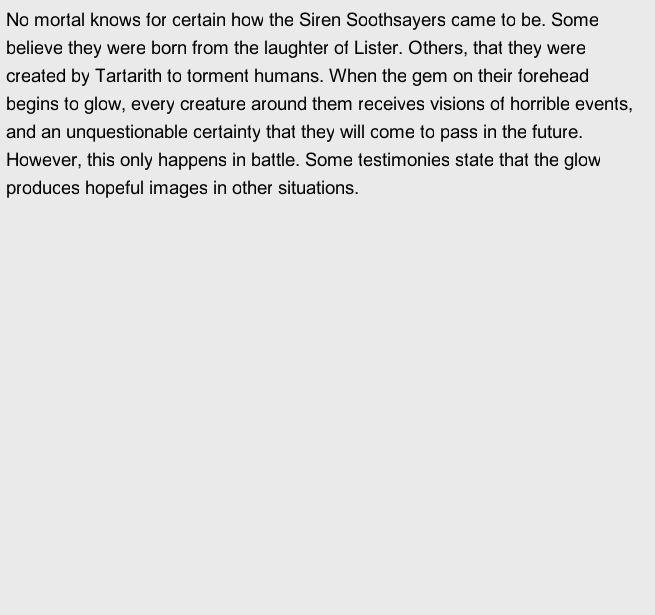 No mortal knows for certain how the Siren Soothsayers came to be. Some
believe they were born from the laughter of Lister. Others, that they were
created by Tartarith to torment humans. When the gem on their forehead
begins to glow, every creature around them receives visions of horrible events,
and an unquestionable certainty that they will come to pass in the future.
However, this only happens in battle. Some testimonies state that the glow
produces hopeful images in other situations.